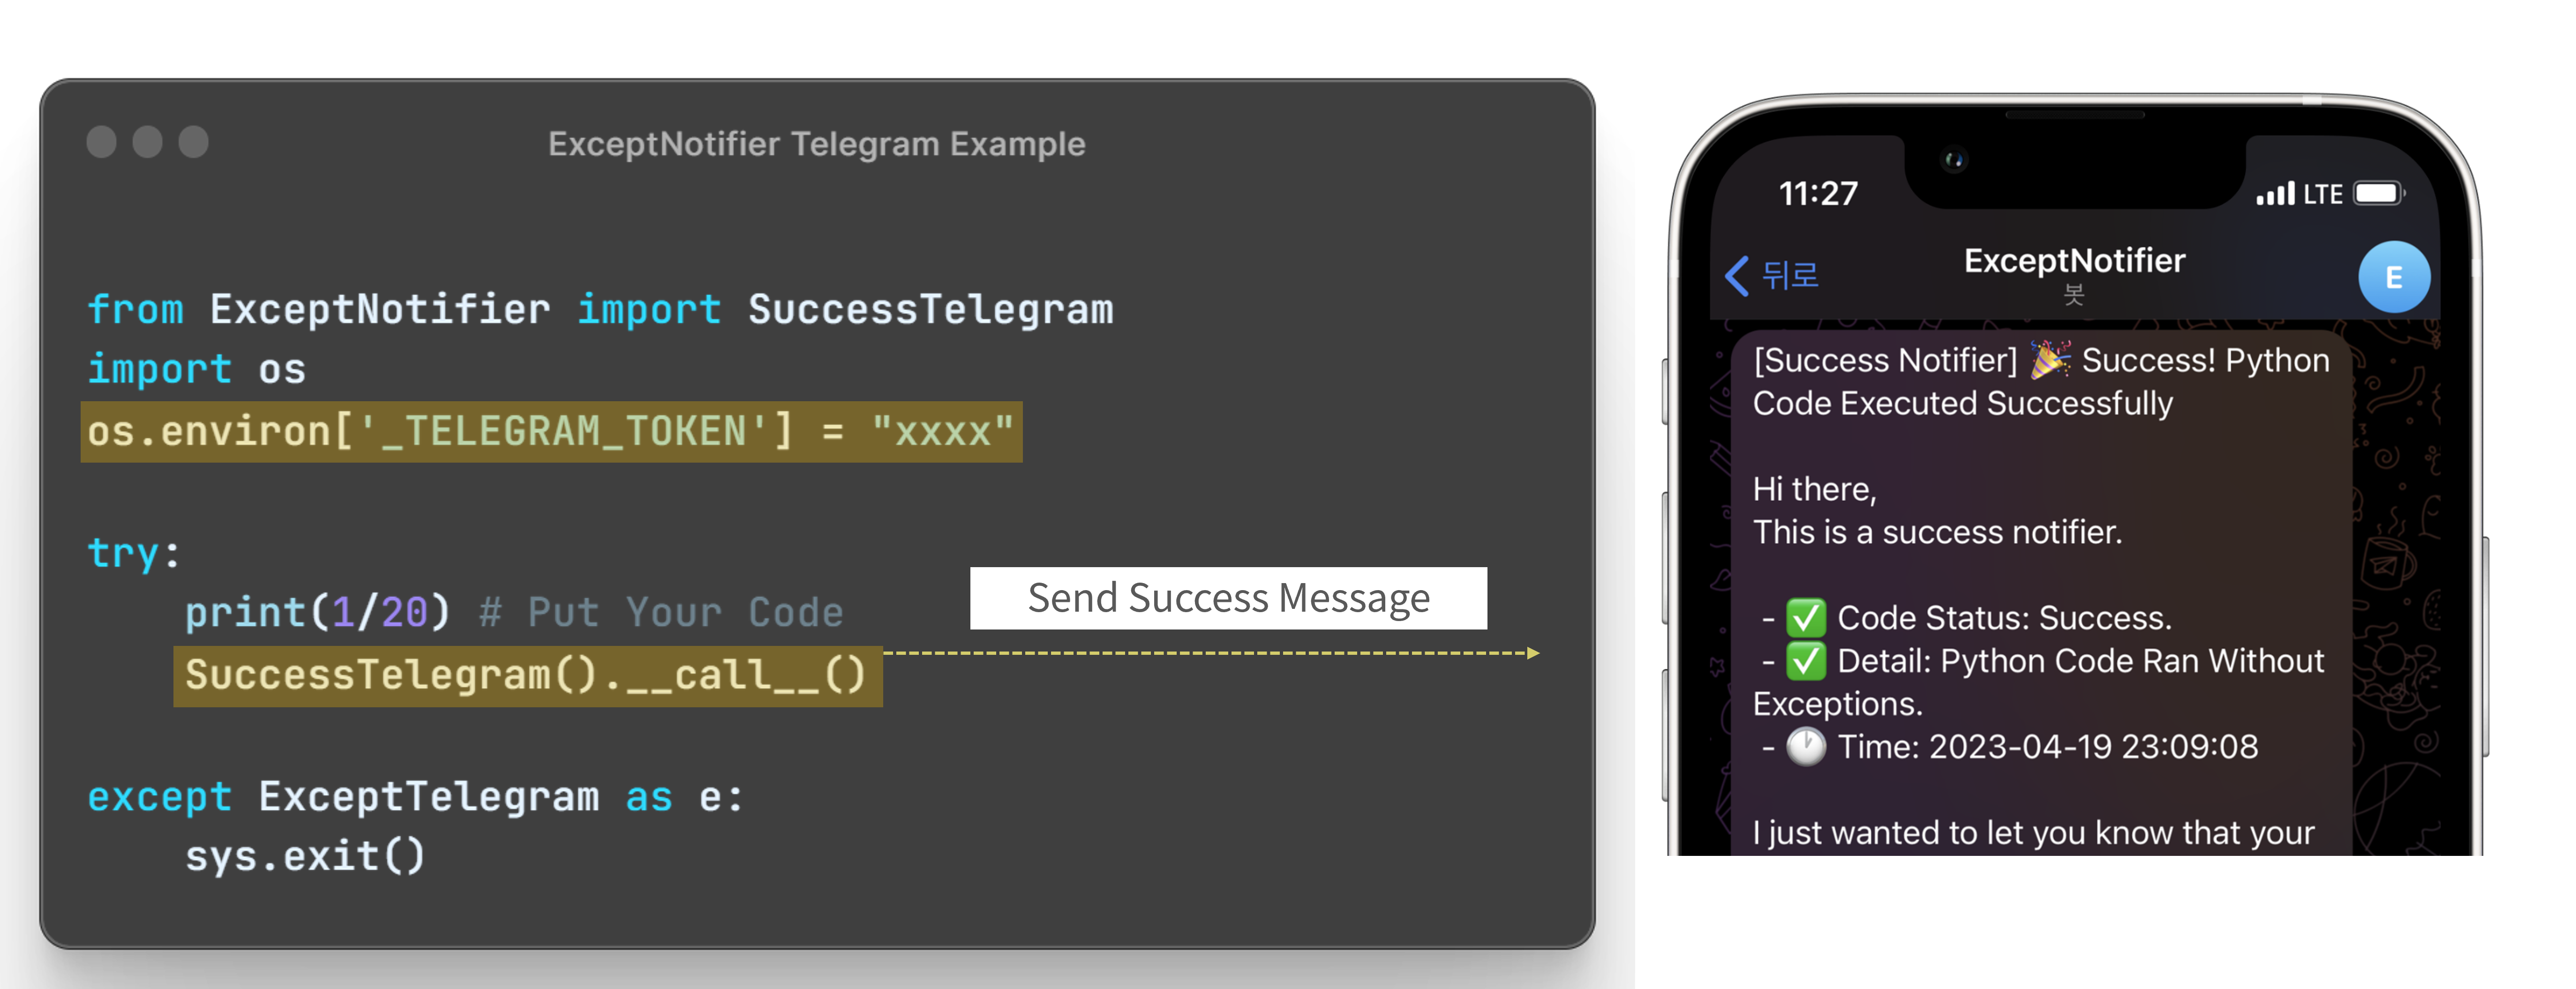 ExceptNotifier Telegram Example
from ExceptNotifier import SuccessTelegram
import os
os.environ['_TELEGRAM_TOKEN'] = "xxxx"
try:
    print(1/20) # Put Your Code
    SuccessTelegram().__call__()
except ExceptTelegram as e:
    sys.exit()
Send Success Message
11:27
LTE
뒤로
ExceptNotifier
봇
E
[Success Notifier] 🎉 Success! Python
Code Executed Successfully
Hi there,
This is a success notifier.
- ✅ Code Status: Success.
- ✅ Detail: Python Code Ran Without
Exceptions.
- 🕐 Time: 2023-04-19 23:09:08
I just wanted to let you know that your